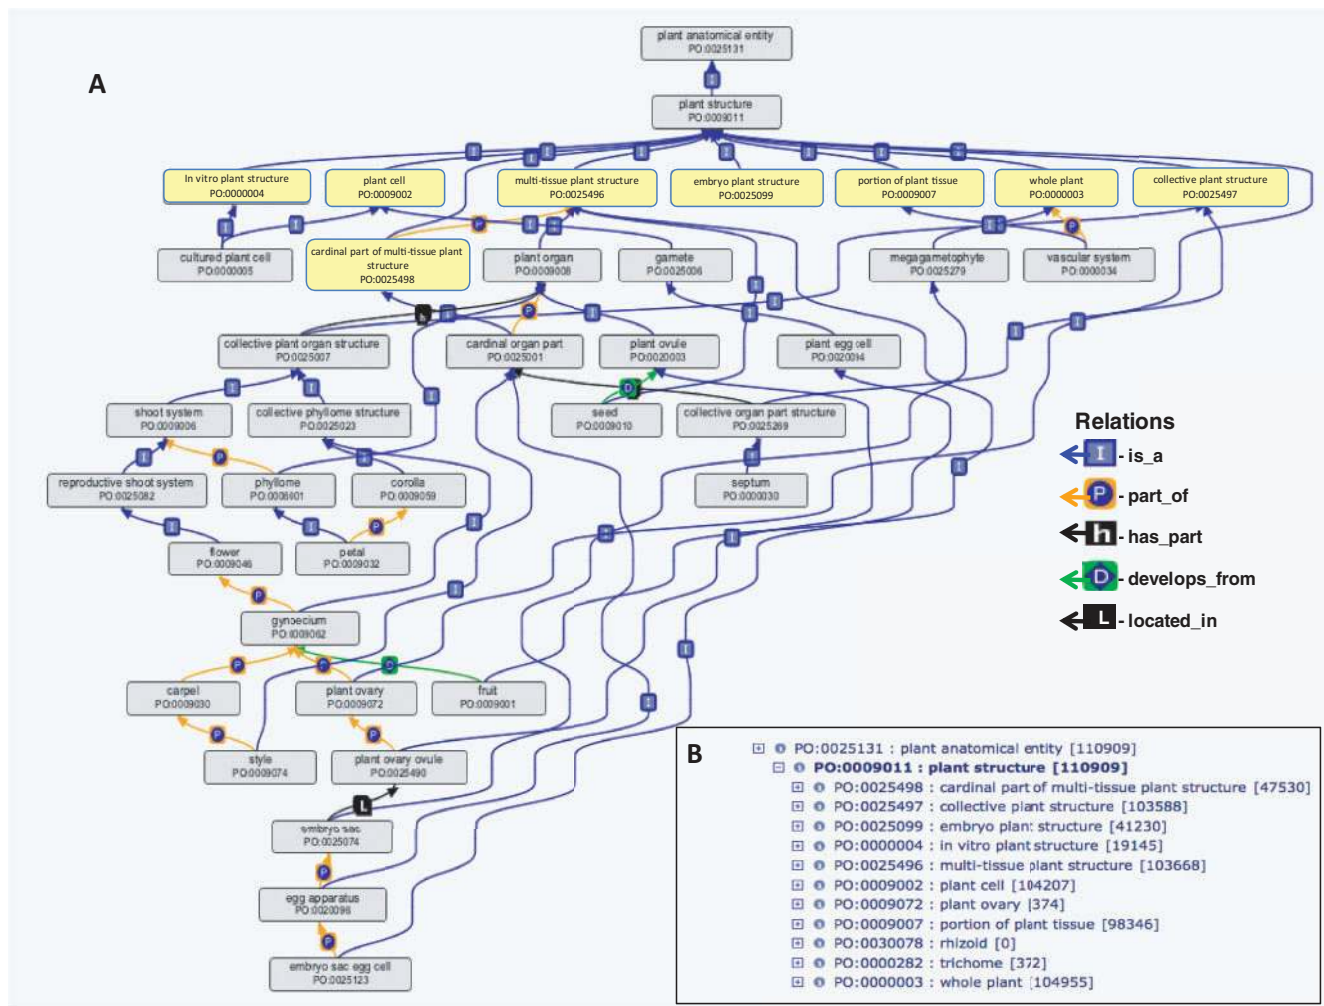 plant anatomical entity
PO:0025131
A
plant structure
PO:0009011
In vitro plant structure
PO:0000004
plant cell
PO:0009002
multi-tissue plant structure
PO:0025496
embryo plant structure
PO:0025099
portion of plant tissue
PO:0009007
whole plant
PO:0000003
collective plant structure
PO:0025497
cultured plant cell
PO:0000005
cardinal part of multi-tissue plant
structure
PO:0025498
plant organ
PO:0009008
gamete
PO:0025006
megagametophyte
PO:0025279
vascular system
PO:0000034
collective plant organ structure
PO:0025007
cardinal organ part
PO:0025001
plant ovule
PO:0020003
plant egg cell
PO:0020094
shoot system
PO:0009006
collective phyllome structure
PO:0025023
seed
PO:0009010
collective organ part structure
PO:0025269
reproductive shoot system
PO:0025082
phyllome
PO:0006001
corolla
PO:0009059
septum
PO:0000030
flower
PO:0009046
petal
PO:0009032
gynoecium
PO:0009062
carpel
PO:0009030
plant ovary
PO:0009072
fruit
PO:0009001
style
PO:0009074
plant ovary ovule
PO:0025490
embryo sac
PO:0025074
egg apparatus
PO:0020096
embryo sac egg cell
PO:0025123
Relations
I - is_a
P - part_of
h - has_part
D - develops_from
L - located_in
B
PO:0025131 : plant anatomical entity [110909]
PO:0009011 : plant structure [110909]
PO:0025498 : cardinal part of multi-tissue plant structure [47530]
PO:0025497 : collective plant structure [103588]
PO:0025099 : embryo plant structure [41230]
PO:0000004 : in vitro plant structure [19145]
PO:0025496 : multi-tissue plant structure [103668]
PO:0009002 : plant cell [104207]
PO:0009072 : plant ovary [374]
PO:0009007 : portion of plant tissue [98346]
PO:0030078 : rhizoid [0]
PO:0000282 : trichome [372]
PO:0000003 : whole plant [104955]